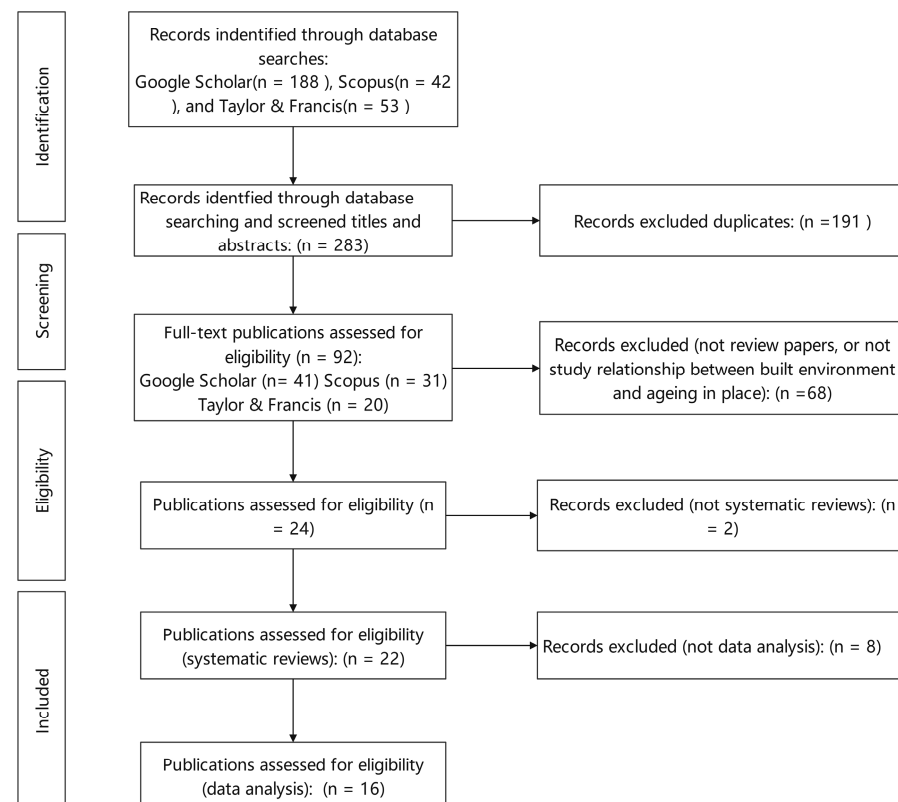 Identification
Records indentified through database
searches:
Google Scholar(n = 188 ), Scopus(n = 42
), and Taylor & Francis(n = 53 )
Records identfied through database
searching and screened titles and
abstracts: (n = 283)
Records excluded duplicates: (n =191 )
Screening
Full-text publications assessed for
eligibility (n = 92):
Google Scholar (n= 41) Scopus (n = 31)
Taylor & Francis (n = 20)
Records excluded (not review papers, or not
study relationship between built environment
and ageing in place): (n =68)
Eligibility
Publications assessed for eligibility (n
= 24)
Records excluded (not systematic reviews): (n
= 2)
Included
Publications assessed for eligibility
(systematic reviews): (n = 22)
Records excluded (not data analysis): (n = 8)
Publications assessed for eligibility
(data analysis):  (n = 16)